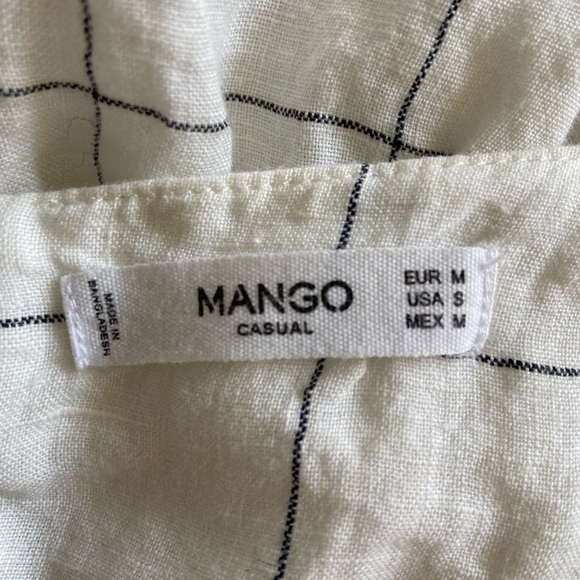 MADE IN
BANGLADESH
MANGO
CASUAL
EUR M
USA S
MEX M